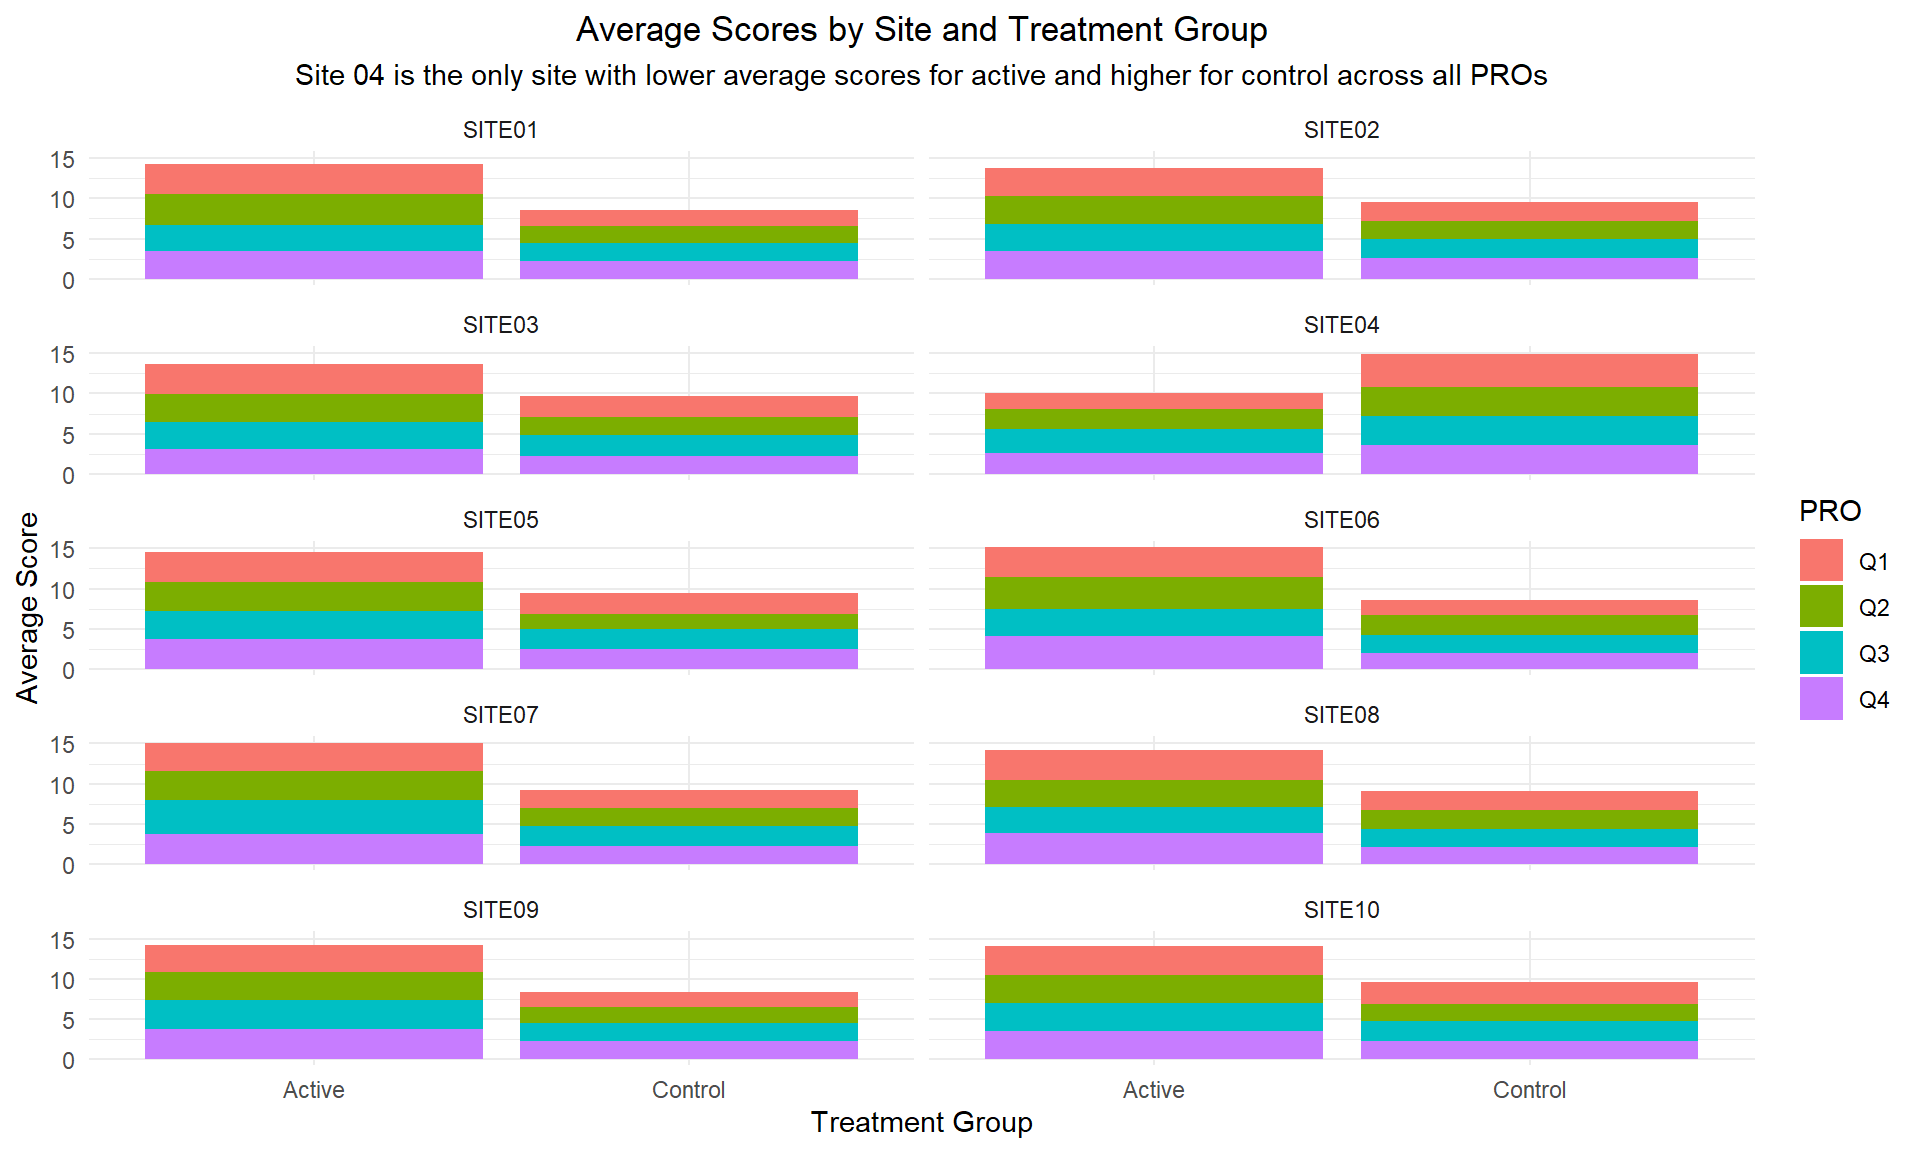 Average Scores by Site and Treatment Group
Site 04 is the only site with lower average scores for active and higher for control across all PROs
SITE01
SITE02
15
10
5
0
SITE03
SITE04
15
10
5
0
SITE05
SITE06
15
10
5
0
SITE07
SITE08
15
10
5
0
SITE09
SITE10
15
10
5
0
Active
Control
Active
Control
Treatment Group
Average Score
PRO
Q1
Q2
Q3
Q4